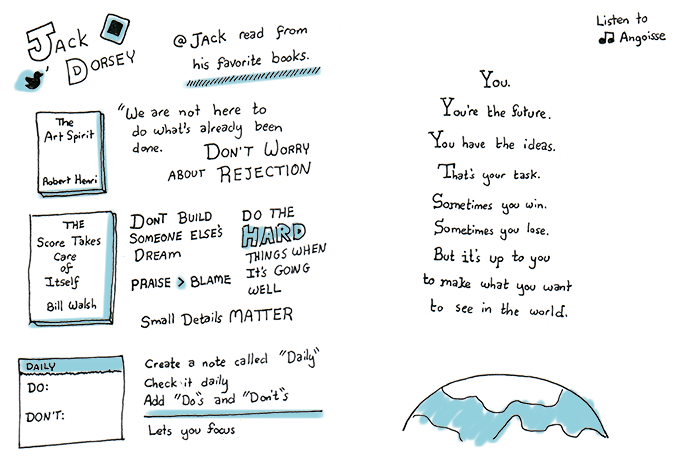 JACK
DORSEY
@JACK read from
his favorite books.
The
Art Spirit
Robert Henri
"We are not here to
do what's already been
done.
DON'T WORRY
ABOUT REJECTION
THE
Score Takes
Care
of
Itself
Bill Walsh
DONT BUILD
SOMEONE ELSE'S
DREAM
PRAISE > BLAME
DO THE
HARD
THINGS WHEN
IT'S GOING
WELL
Small Details MATTER
DAILY
DO:
DON'T:
Create a note called "Daily"
Check it daily
Add "Do"s and "Don't"s
Lets you focus
Listen to
Angoisse
You.
You're the future.
You have the ideas.
That's your task.
Sometimes you win.
Sometimes you lose.
But it's up to you
to make what you want
to see in the world.